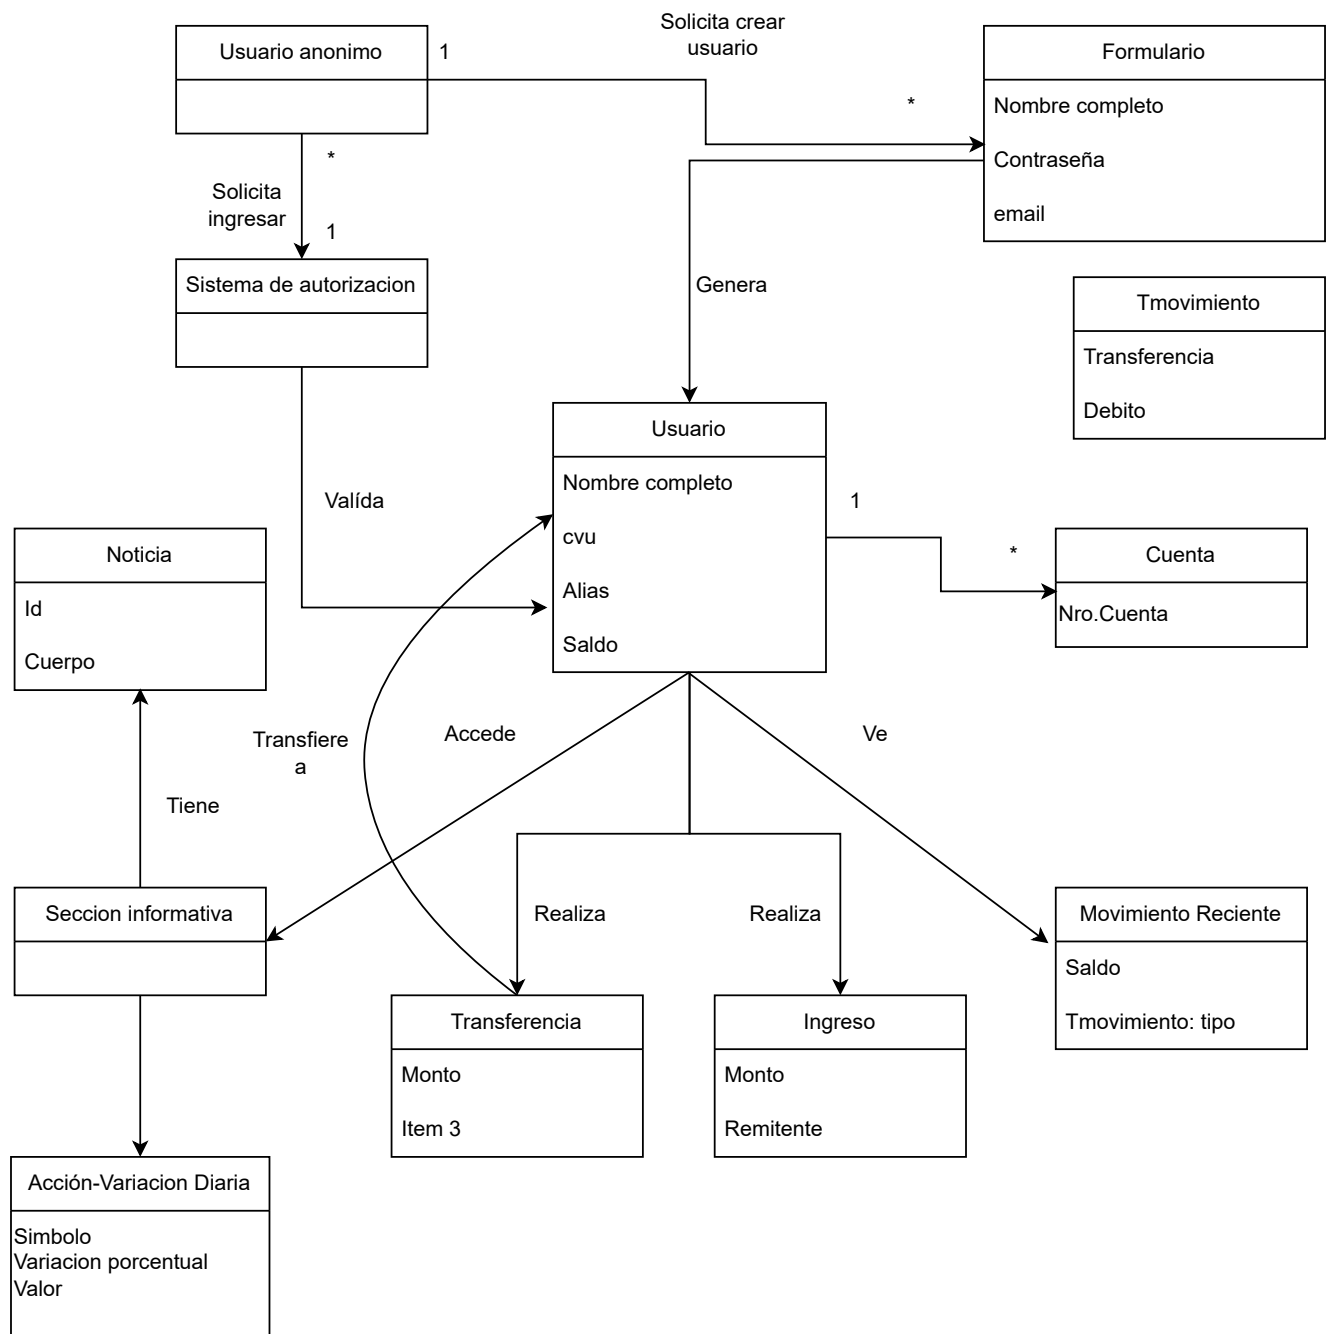 Solicita crear
usuario
Usuario anonimo
1
*
Formulario
Nombre completo
Contraseña
email
*
Solicita
ingresar
1
Sistema de autorizacion
Genera
Tmovimiento
Transferencia
Debito
Usuario
Nombre completo
cvu
Alias
Saldo
Valída
1
*
Cuenta
Nro.Cuenta
Noticia
Id
Cuerpo
Transfiere
a
Accede
Ve
Tiene
Seccion informativa
Realiza
Realiza
Movimiento Reciente
Saldo
Tmovimiento: tipo
Transferencia
Monto
Item 3
Ingreso
Monto
Remitente
Acción-Variacion Diaria
Simbolo
Variacion porcentual
Valor